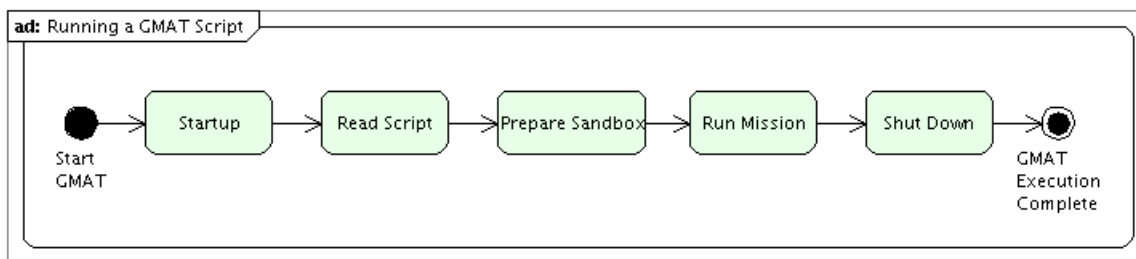 ad: Running a GMAT Script
Startup
Read Script
Prepare Sandbox
Run Mission
Shut Down
Start
GMAT
GMAT
Execution
Complete